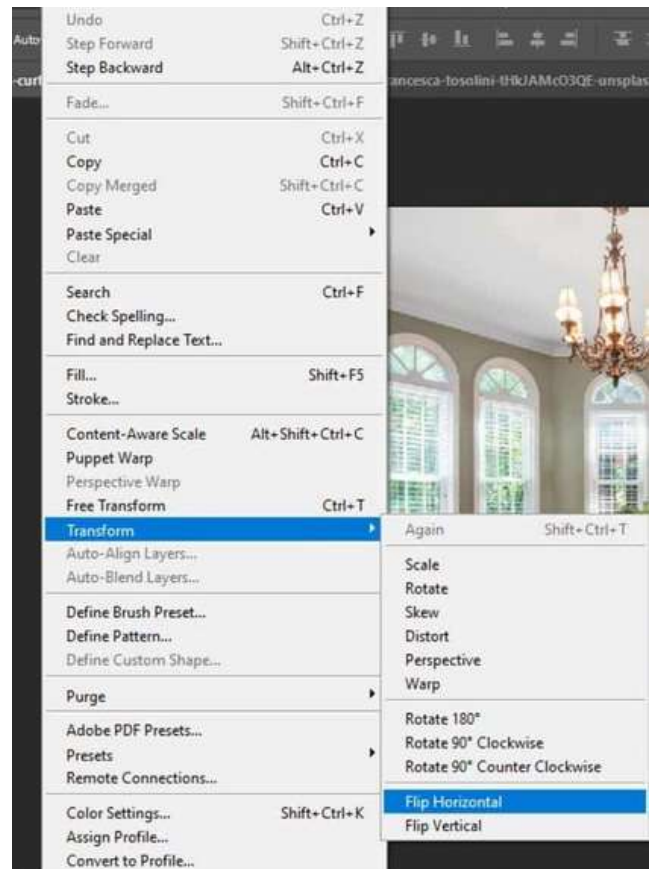 Auto
-curt
ancesca-tosolini-tHkJAMcO3QE-unsplas
Undo Ctrl+Z
Step Forward Shift+Ctrl+Z
Step Backward Alt+Ctrl+Z
Fade... Shift+Ctrl+F
Cut Ctrl+X
Copy Ctrl+C
Copy Merged Shift+Ctrl+C
Paste Ctrl+V
Paste Special
Clear
Search Ctrl+F
Check Spelling...
Find and Replace Text...
Fill... Shift+F5
Stroke...
Content-Aware Scale Alt+Shift+Ctrl+C
Puppet Warp
Perspective Warp
Free Transform Ctrl+T
Transform
Auto-Align Layers...
Auto-Blend Layers...
Define Brush Preset...
Define Pattern...
Define Custom Shape...
Purge
Adobe PDF Presets...
Presets
Remote Connections...
Color Settings... Shift+Ctrl+K
Assign Profile...
Convert to Profile...
Again Shift+Ctrl+T
Scale
Rotate
Skew
Distort
Perspective
Warp
Rotate 180°
Rotate 90° Clockwise
Rotate 90° Counter Clockwise
Flip Horizontal
Flip Vertical